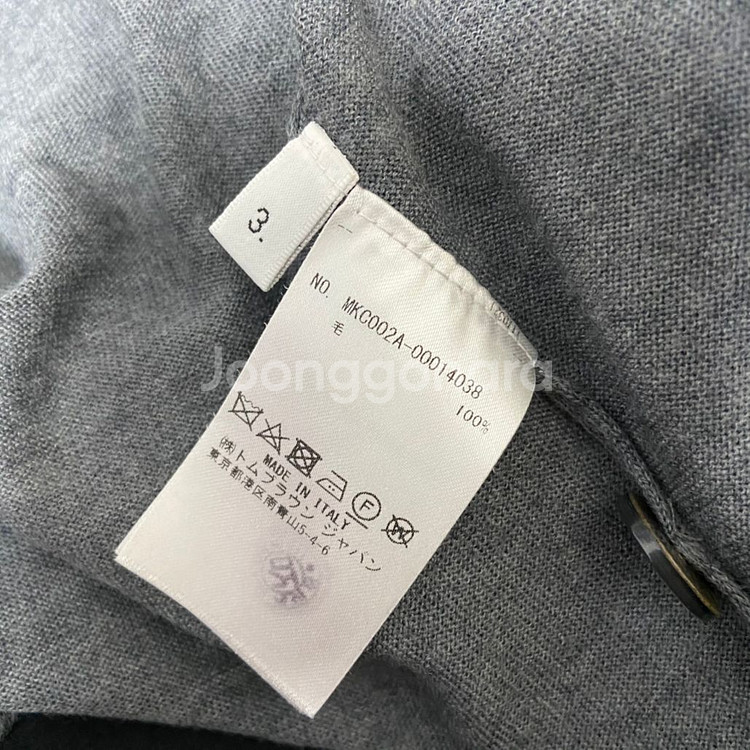 3.
NO. MKC002A-00014038
毛 100%
F
W
MADE IN ITALY
(株)トムブラウン ジャパン
東京都港区南青山5-4-6
Joonggonara